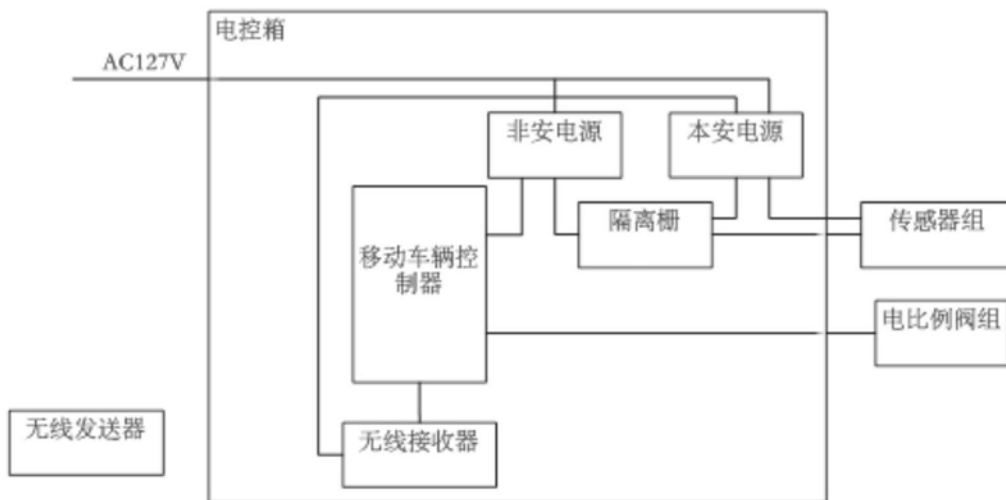 电控箱
AC127V
非安电源
本安电源
隔离栅
传感器组
移动车辆控
制器
电比例阀组
无线发送器
无线接收器